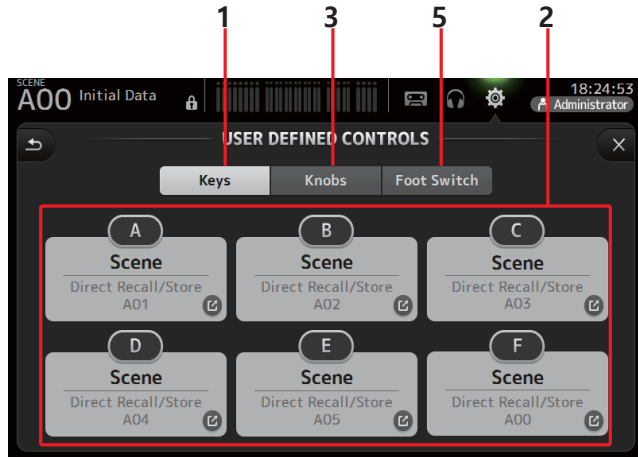 1 3 5 2
SCENE
A00 Initial Data
18:24:53
Administrator
USER DEFINED CONTROLS
Keys Knobs Foot Switch
A B C
Scene Scene Scene
Direct Recall/Store Direct Recall/Store Direct Recall/Store
A01 A02 A03
D E F
Scene Scene Scene
Direct Recall/Store Direct Recall/Store Direct Recall/Store
A04 A05 A00